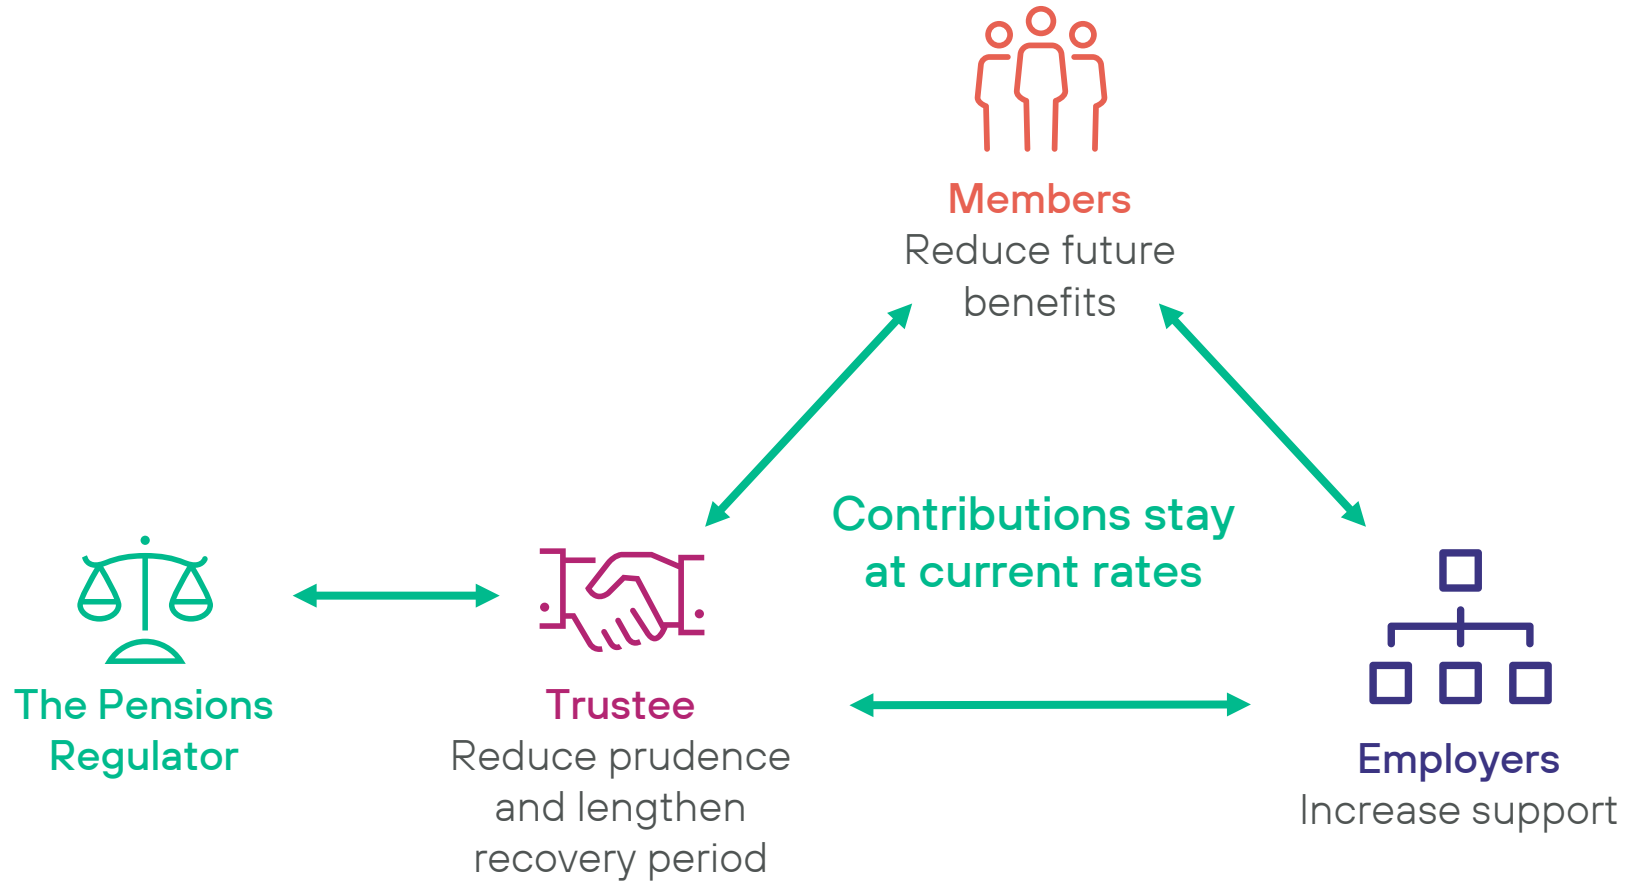 Members
Reduce future
benefits
Contributions stay
at current rates
The Pensions
Regulator
Trustee
Reduce prudence
and lengthen
recovery period
Employers
Increase support